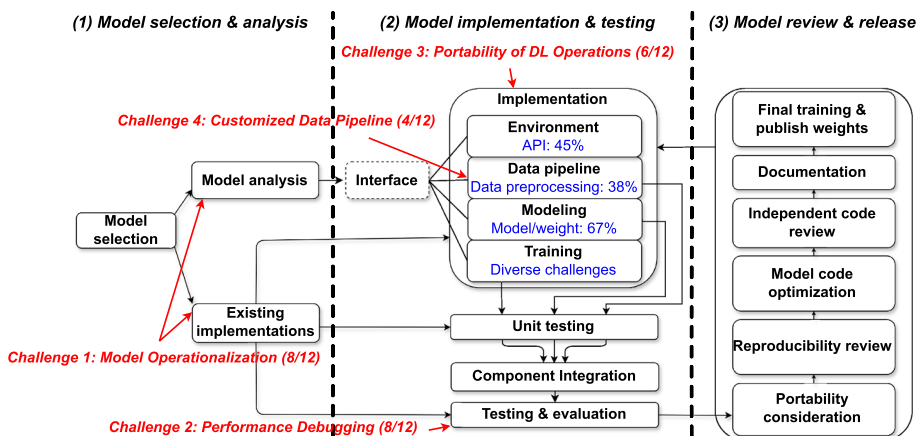 (1) Model selection & analysis
(2) Model implementation & testing
(3) Model review & release
Challenge 3: Portability of DL Operations (6/12)
Challenge 4: Customized Data Pipeline (4/12)
Implementation
Environment
API: 45%
Data pipeline
Data preprocessing: 38%
Modeling
Model/weight: 67%
Training
Diverse challenges
Interface
Model analysis
Model
selection
Existing
implementations
Challenge 1: Model Operationalization (8/12)
Unit testing
Component Integration
Testing & evaluation
Challenge 2: Performance Debugging (8/12)
Final training &
publish weights
Documentation
Independent code
review
Model code
optimization
Reproducibility review
Portability
consideration